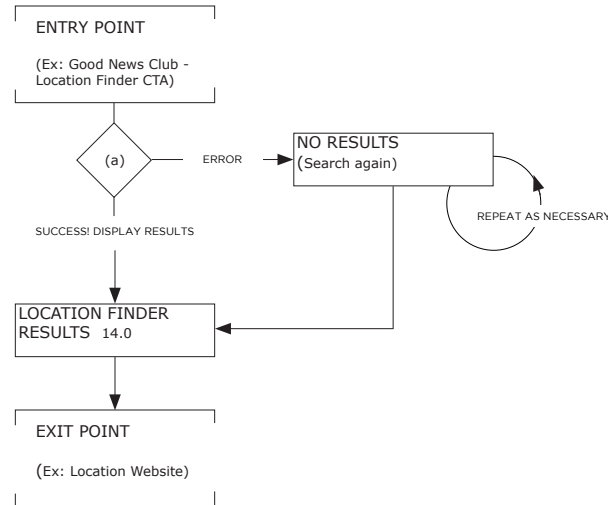 ENTRY POINT
(Ex: Good News Club -
Location Finder CTA)
(a)
ERROR
NO RESULTS
(Search again)
REPEAT AS NECESSARY
SUCCESS! DISPLAY RESULTS
LOCATION FINDER
RESULTS 14.0
EXIT POINT
(Ex: Location Website)